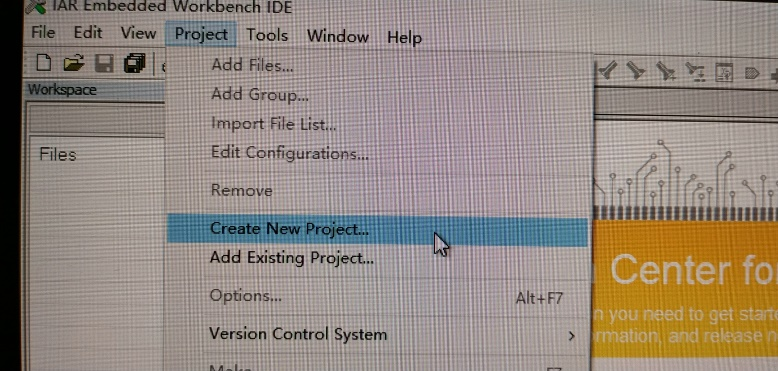 IAR Embedded Workbench IDE
File Edit View Project Tools Window Help
Add Files...
Workspace
Add Group...
Import File List...
Files
Edit Configurations...
Remove
Create New Project...
Add Existing Project...
Center fo
Options... Alt+F7
n you need to get starte
Version Control System >
rmation, and release n